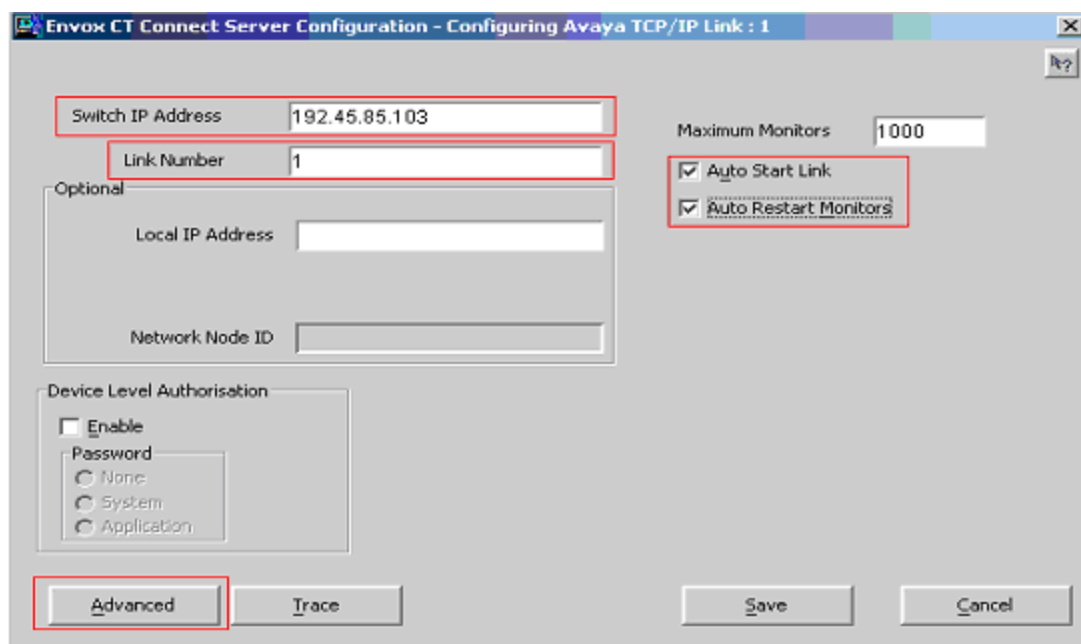 Envox CT Connect Server Configuration - Configuring Avaya TCP/IP Link : 1
Switch IP Address 192.45.85.103
Link Number 1
Maximum Monitors 1000
Auto Start Link
Auto Restart Monitors
Optional
Local IP Address
Network Node ID
Device Level Authorisation
Enable
Password
None
System
Application
Advanced
Trace
Save
Cancel